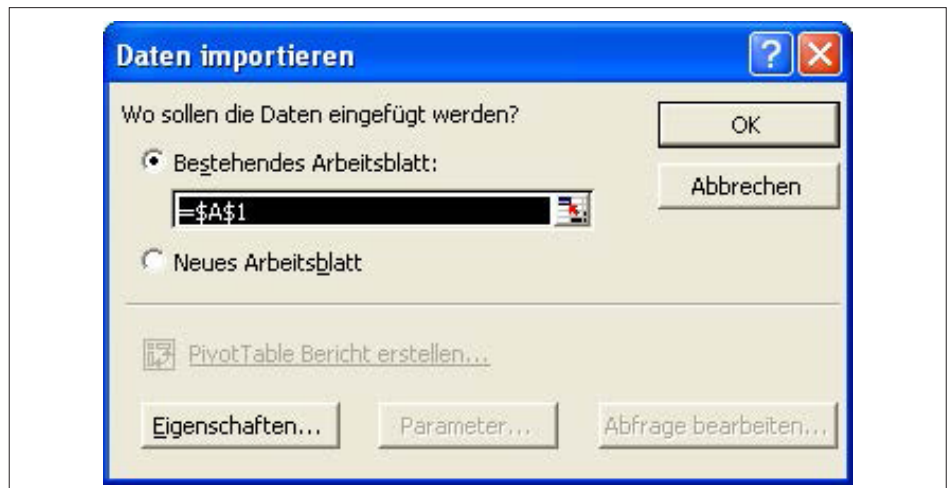 Daten importieren
Wo sollen die Daten eingefügt werden?
OK
Bestehendes Arbeitsblatt:
Abbrechen
=$A$1
Neues Arbeitsblatt
PivotTable Bericht erstellen...
Eigenschaften... Parameter... Abfrage bearbeiten...